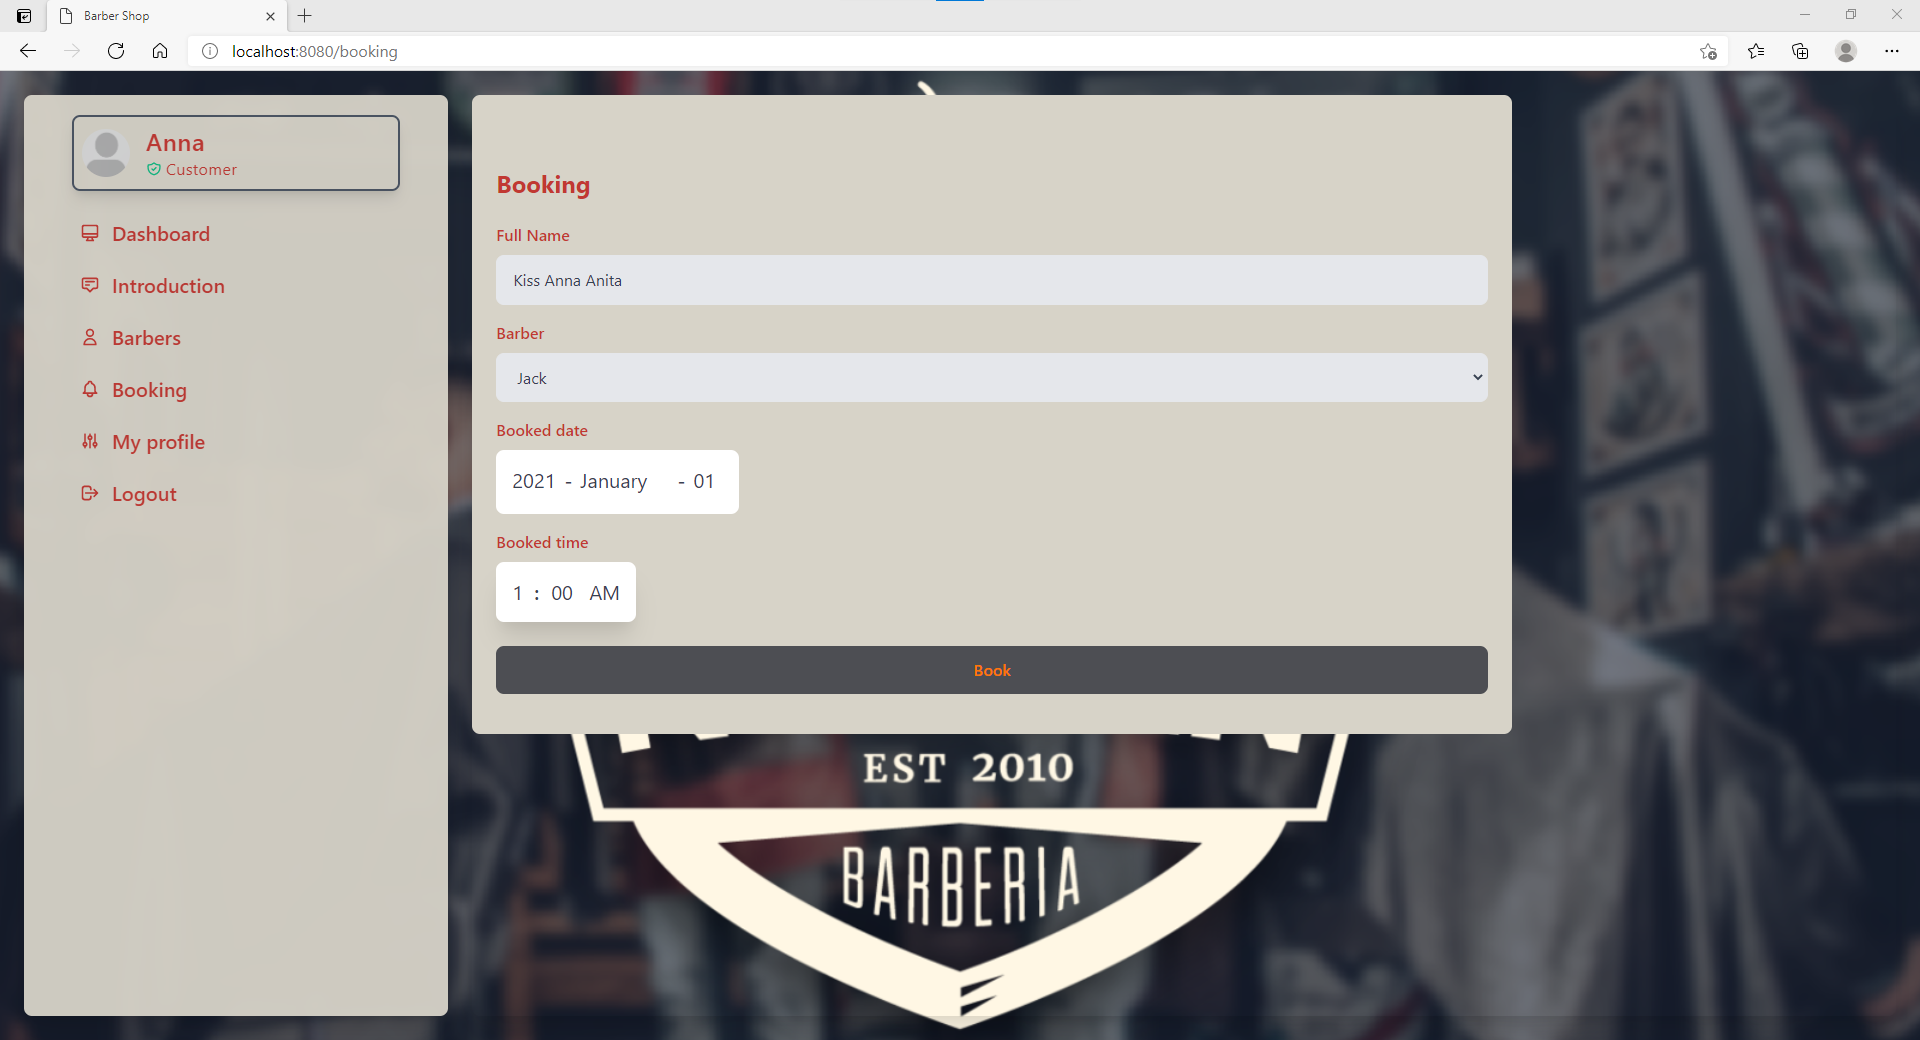 Barber Shop
localhost:8080/booking
Anna
Customer
Dashboard
Introduction
Barbers
Booking
My profile
Logout
Booking
Full Name
Kiss Anna Anita
Barber
Jack
Booked date
2021 - January - 01
Booked time
1 : 00 AM
Book
EST 2010
BARBERIA